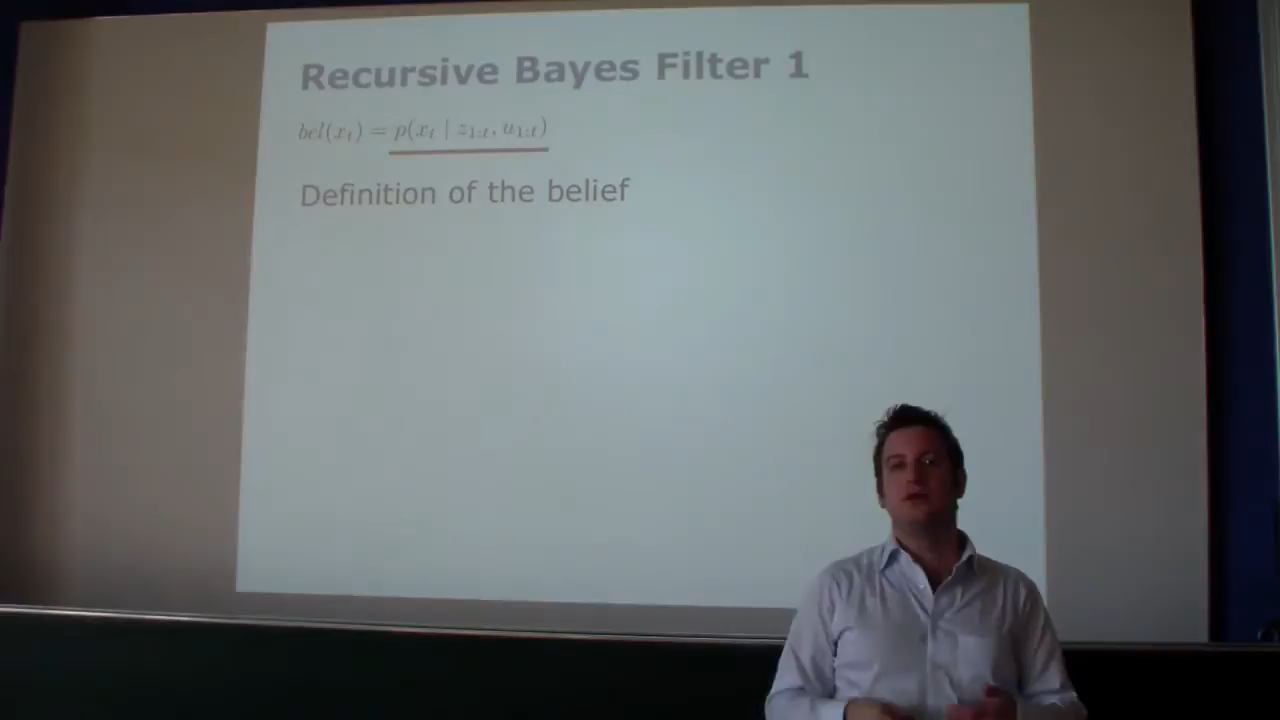 Recursive Bayes Filter 1
bel(x_t) = p(x_t | z_{1:t}, u_{1:t})
Definition of the belief